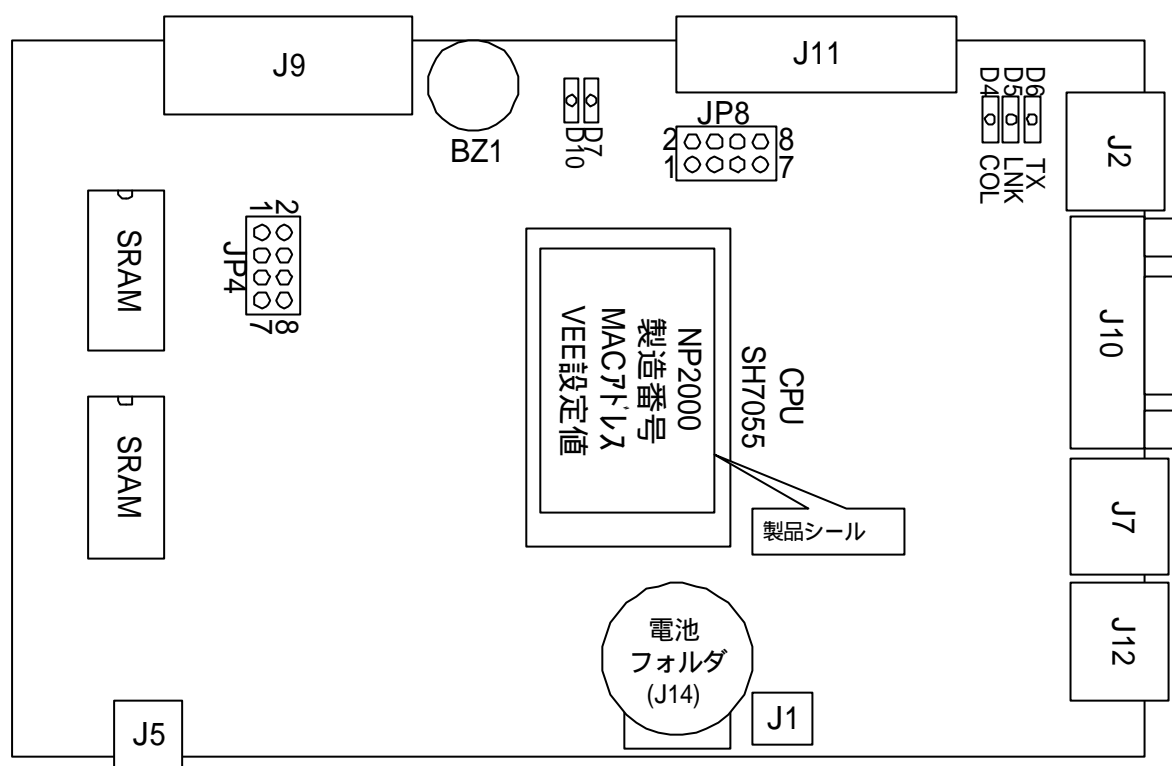 J9
BZ1
D10
D7
J11
JP8
2
8
1
7
D4
D5
D6
COL
LNK
TX
J2
SRAM
1
2
JP4
7
8
SRAM
NP2000
製造番号
MACアドレス
VEE設定値
CPU
SH7055
製品シール
J10
J7
J12
電池
フォルダ
(J14)
J1
J5